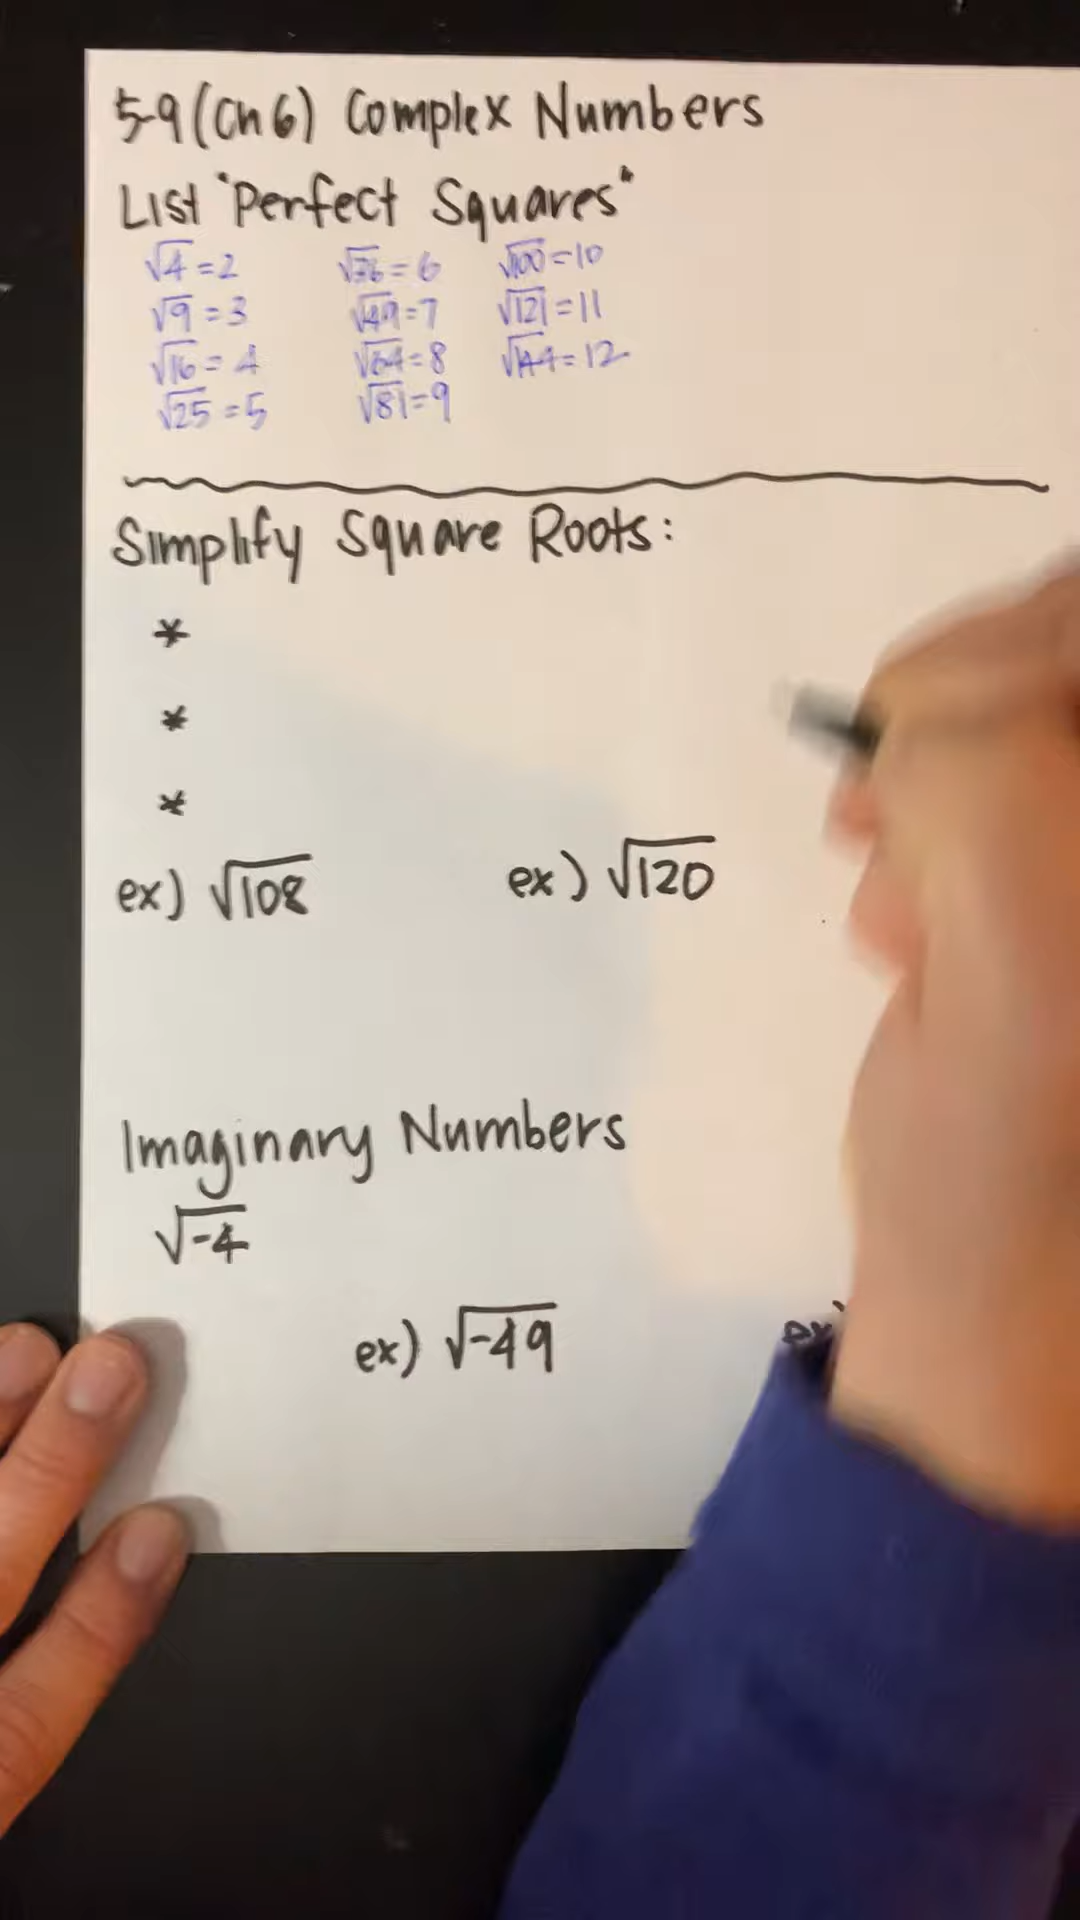 5-9 (Ch 6) Complex Numbers
List "Perfect Squares"
√4 = 2 √36 = 6 √100 = 10
√9 = 3 √49 = 7 √121 = 11
√16 = 4 √64 = 8 √144 = 12
√25 = 5 √81 = 9
Simplify Square Roots:
*
*
*
ex) √108 ex) √120
Imaginary Numbers
√-4
ex) √-49 ex)